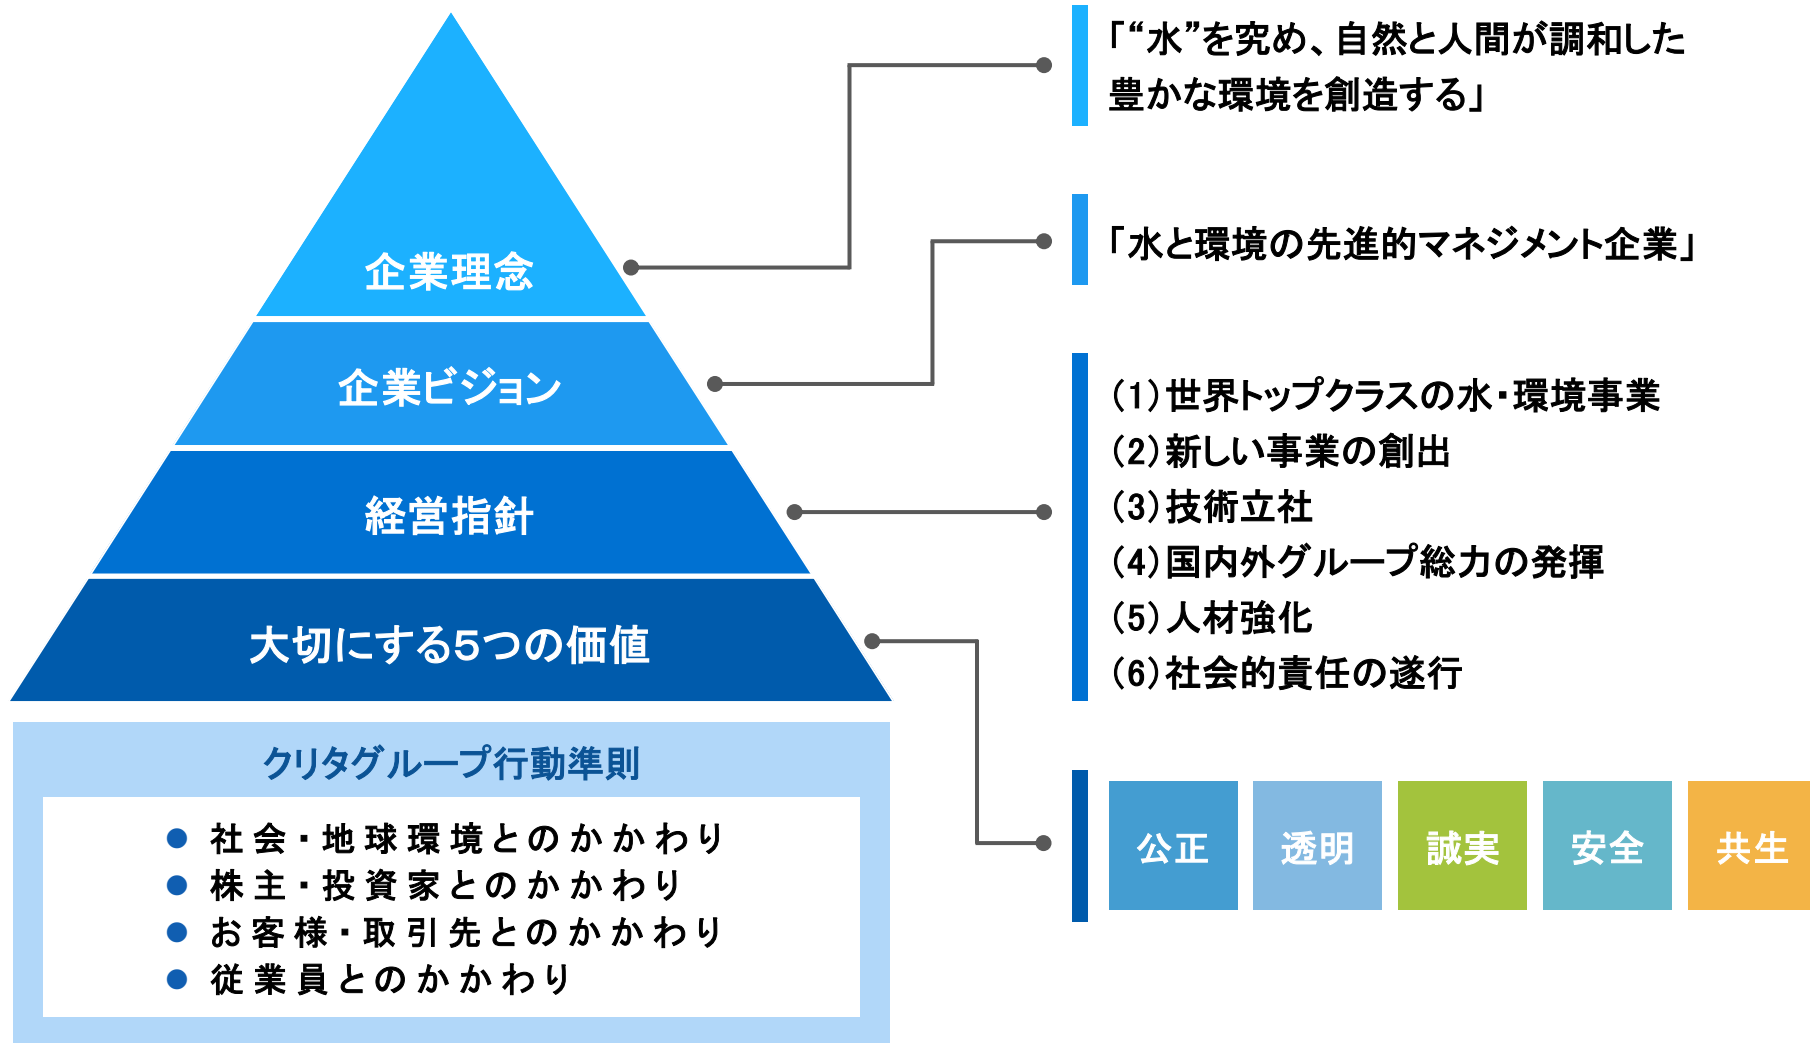 企業理念
「“水”を究め、自然と人間が調和した
豊かな環境を創造する」
企業ビジョン
「水と環境の先進的マネジメント企業」
経営指針
(1)世界トップクラスの水・環境事業
(2)新しい事業の創出
(3)技術立社
(4)国内外グループ総力の発揮
(5)人材強化
(6)社会的責任の遂行
大切にする5つの価値
公正
透明
誠実
安全
共生
クリタグループ行動準則
● 社会・地球環境とのかかわり
● 株主・投資家とのかかわり
● お客様・取引先とのかかわり
● 従業員とのかかわり